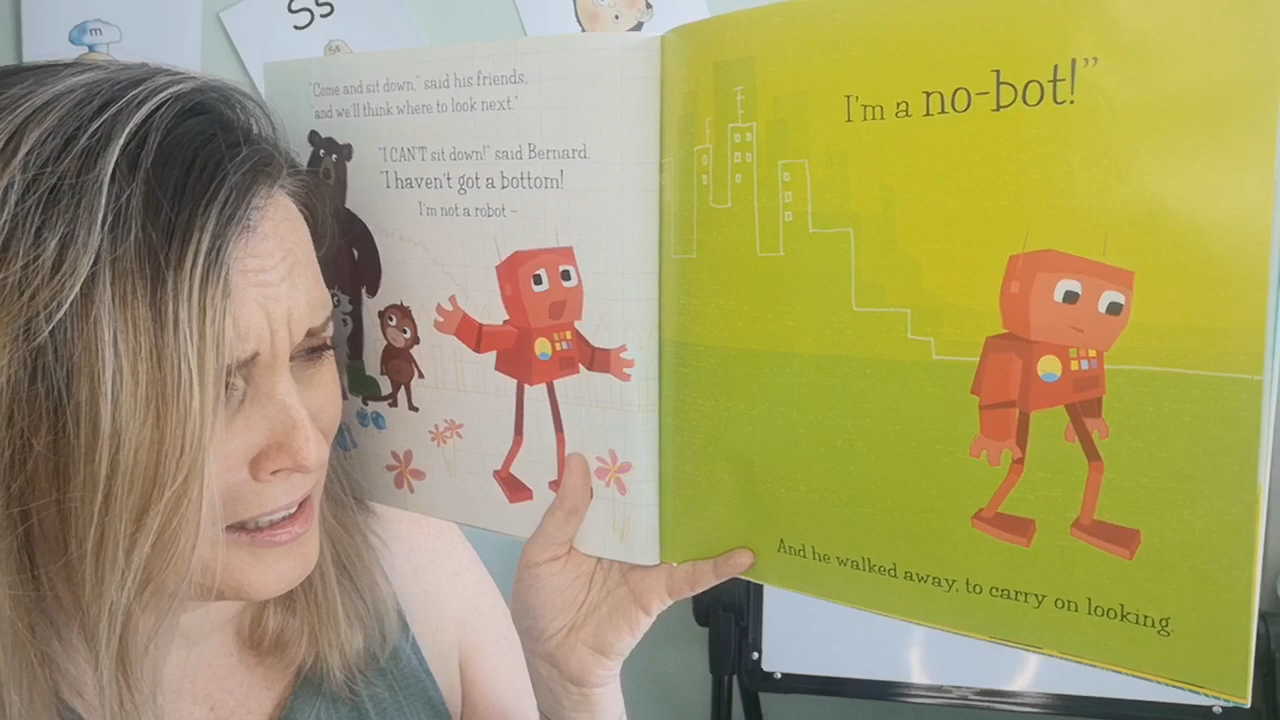 m
Ss
Ss
"Come and sit down," said his friends,
"and we'll think where to look next."
"I CAN'T sit down!" said Bernard.
"I haven't got a bottom!
I'm not a robot –
I'm a no-bot!"
And he walked away, to carry on looking.